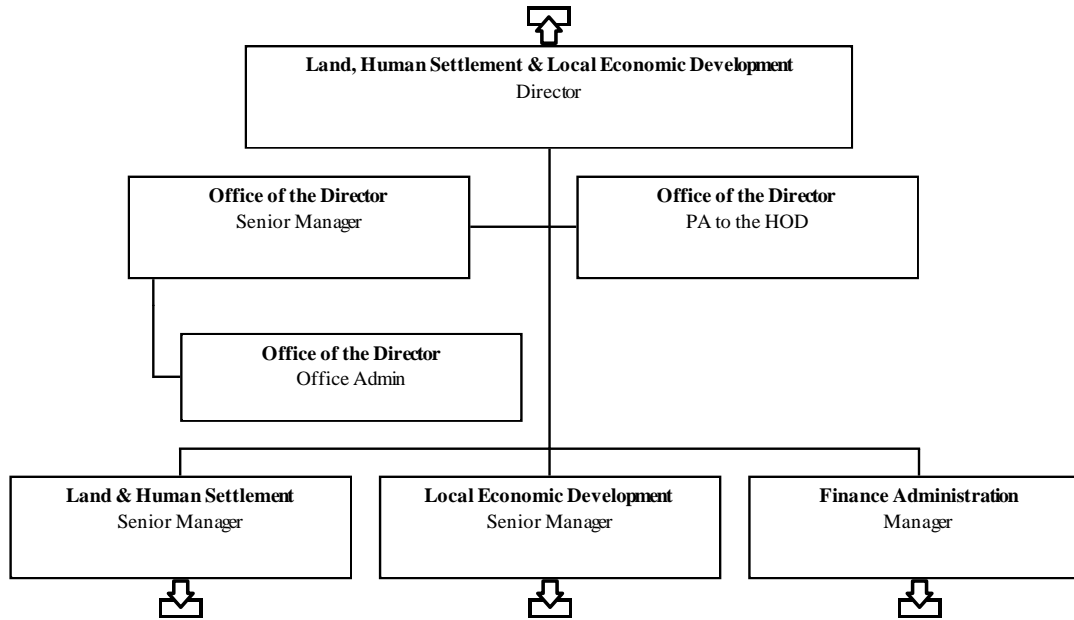 Land, Human Settlement & Local Economic Development
Director
Office of the Director
Senior Manager
Office of the Director
PA to the HOD
Office of the Director
Office Admin
Land & Human Settlement
Senior Manager
Local Economic Development
Senior Manager
Finance Administration
Manager